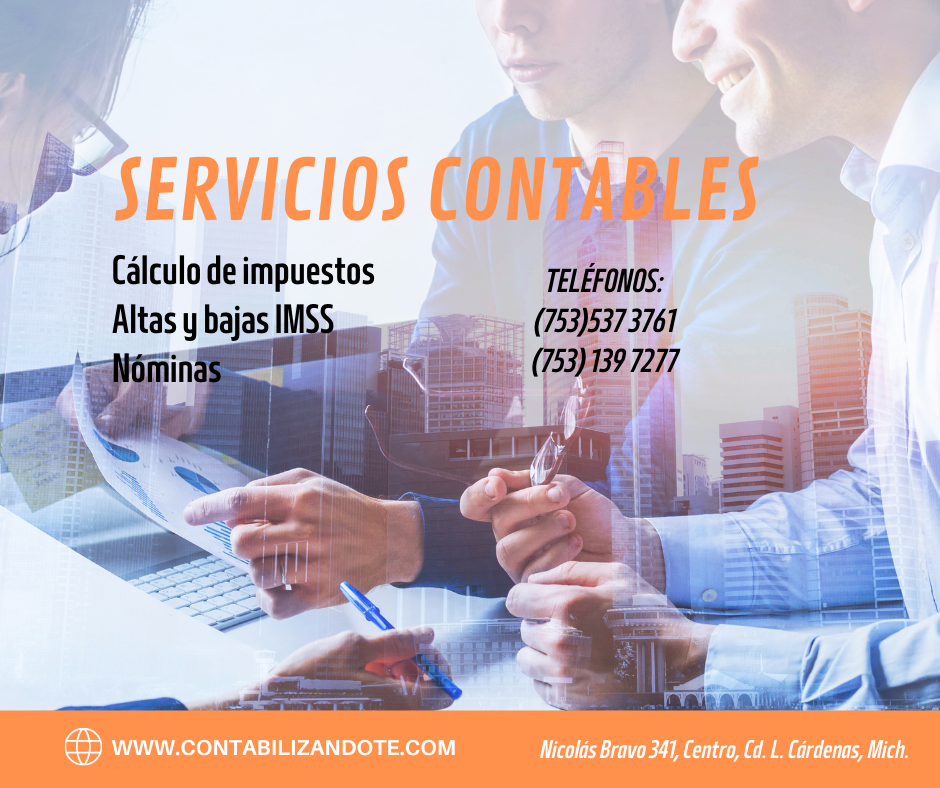 SERVICIOS CONTABLES
Cálculo de impuestos
Altas y bajas IMSS
Nóminas
TELÉFONOS:
(753)537 3761
(753) 139 7277
WWW.CONTABILIZANDOTE.COM
Nicolás Bravo 341, Centro, Cd. L. Cárdenas, Mich.